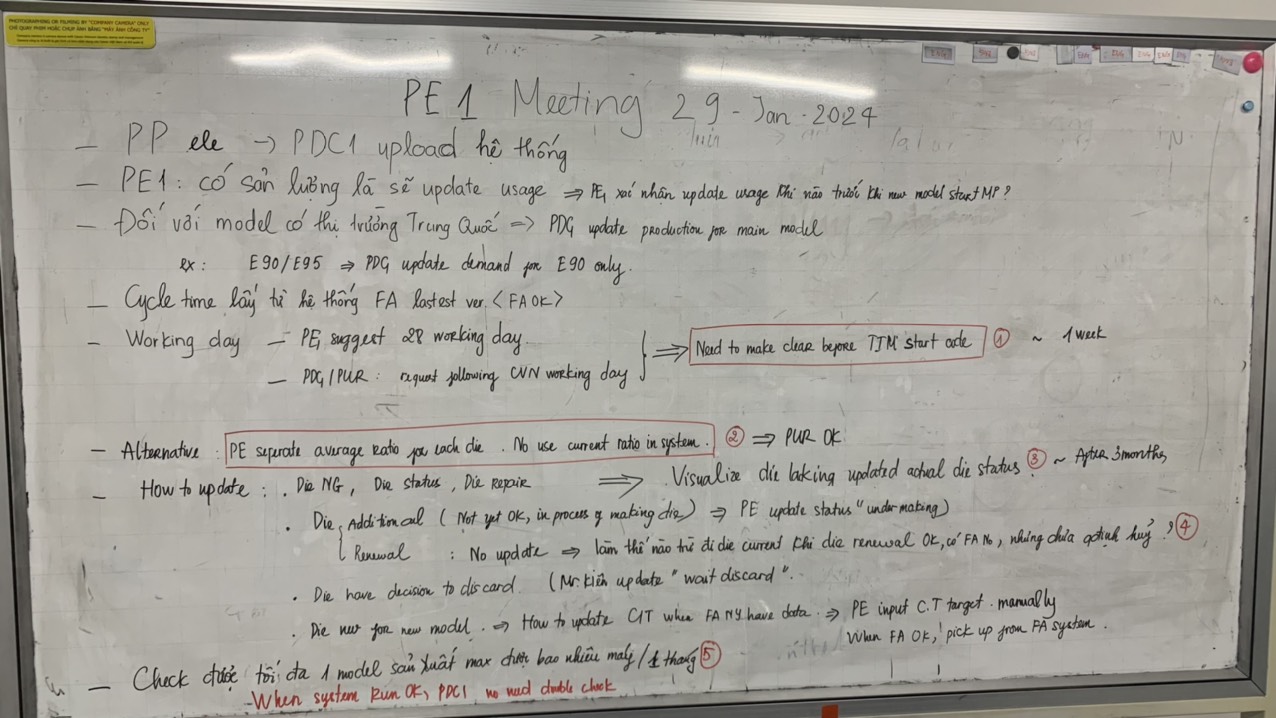 PHOTOGRAPHING OR FILMING BY "COMPANY CAMERA" ONLY
CHỈ QUAY PHIM HOẶC CHỤP ẢNH BẰNG "MÁY ẢNH CÔNG TY"
PE1 Meeting 29-Jan-2024
- PP ele → PDC1 upload hệ thống
- PE1: có sản lượng là sẽ update usage ⇒ PE1 xác nhận update usage khi nào trước khi new model start MP?
- Đối với model có thị trường Trung Quốc => PDG update production for main model
ex: E90/E95 ⇒ PDG update demand for E90 only.
- Cycle time lấy từ hệ thống FA lastest ver. <FA OK>
- Working day - PE1 suggest 28 working day.
- PDG/PUR: request following CVN working day
⇒ Need to make clear before TIM start code ① ~ 1 week
- Alternative: PE seperate average ratio for each die. No use current ratio in system. ② ⇒ PUR OK
- How to update: . Die NG, Die status, Die Repair ⇒ Visualize die laking updated actual die status ③ ~ After 3months,
. Die Additional (Not yet OK, in process of making die) ⇒ PE update status "under making)
Renewal: No update ⇒ làm thế nào trừ đi die current khi die renewal OK, có FA No, nhưng chưa qđịnh huỷ? ④
. Die have decision to discard. (Mr. Kiên update "wait discard".
. Die new for new model. ⇒ How to update C/T when FA NY have data. ⇒ PE input C.T target. manually
When FA OK, pick up from FA system.
- Check được tối đa 1 model sản xuất max được bao nhiêu máy/1 tháng ⑤
- When system run OK, PDC1 no need double check